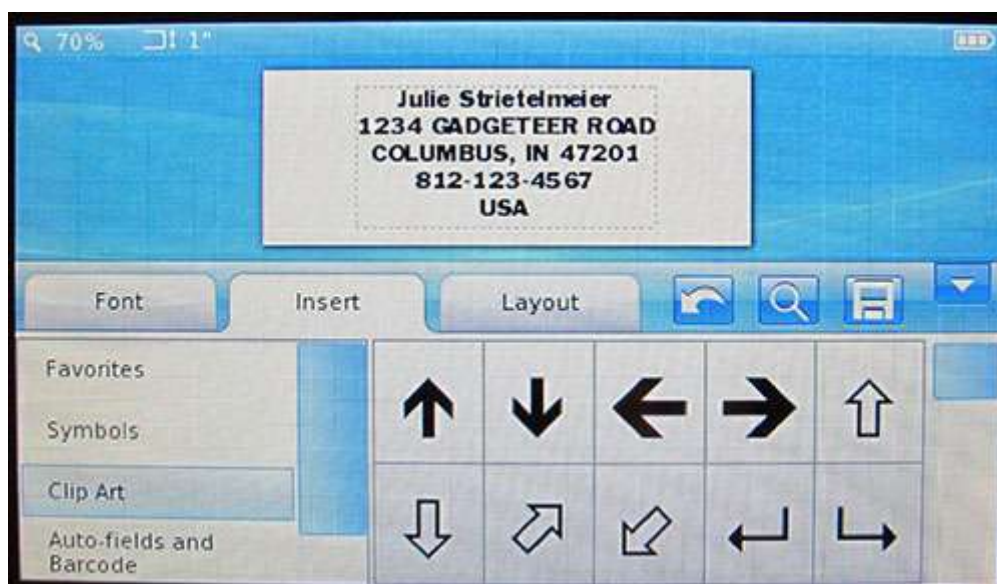 70% 1"
Julie Strietelmeier
1234 GADGETEER ROAD
COLUMBUS, IN 47201
812-123-4567
USA
Font Insert Layout
Favorites
Symbols
Clip Art
Auto-fields and
Barcode